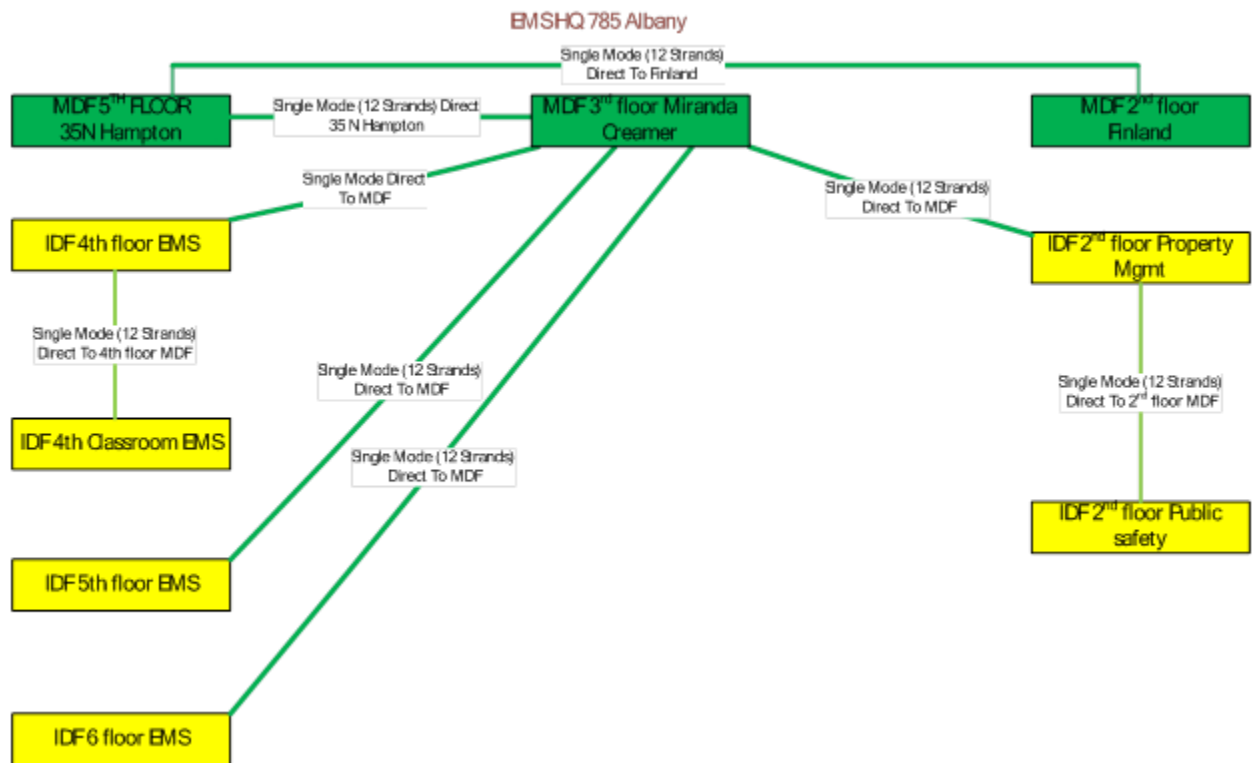 EMSHQ 785 Albany
Single Mode (12 Strands)
Direct To Finland
MDF 5TH FLOOR
35N Hampton
Single Mode (12 Strands) Direct
35 N Hampton
MDF 3rd floor Miranda
Creamer
MDF 2nd floor
Finland
Single Mode Direct
To MDF
Single Mode (12 Strands)
Direct To MDF
IDF 4th floor EMS
IDF 2nd floor Property
Mgmt
Single Mode (12 Strands)
Direct To 4th floor MDF
Single Mode (12 Strands)
Direct To MDF
Single Mode (12 Strands)
Direct To 2rd floor MDF
IDF 4th Classroom EMS
Single Mode (12 Strands)
Direct To MDF
IDF 2nd floor Public
safety
IDF 5th floor EMS
IDF 6 floor EMS